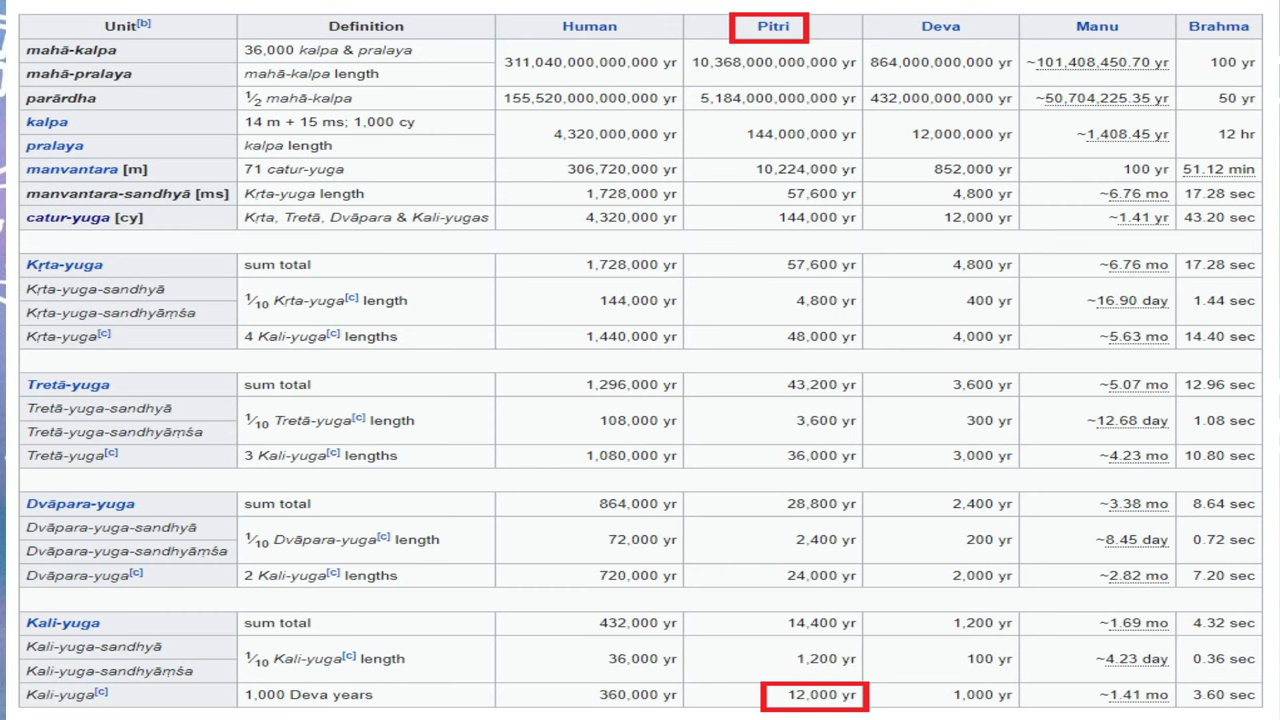 Unit[b] Definition Human Pitri Deva Manu Brahma
mahā-kalpa 36,000 kalpa & pralaya 311,040,000,000,000 yr 10,368,000,000,000 yr 864,000,000,000 yr ~101,408,450.70 yr 100 yr
mahā-pralaya mahā-kalpa length
parārdha 1⁄2 mahā-kalpa 155,520,000,000,000 yr 5,184,000,000,000 yr 432,000,000,000 yr ~50,704,225.35 yr 50 yr
kalpa 14 m + 15 ms; 1,000 cy 4,320,000,000 yr 144,000,000 yr 12,000,000 yr ~1,408.45 yr 12 hr
pralaya kalpa length
manvantara [m] 71 catur-yuga 306,720,000 yr 10,224,000 yr 852,000 yr 100 yr 51.12 min
manvantara-sandhyā [ms] Kṛta-yuga length 1,728,000 yr 57,600 yr 4,800 yr ~6.76 mo 17.28 sec
catur-yuga [cy] Kṛta, Tretā, Dvāpara & Kali-yugas 4,320,000 yr 144,000 yr 12,000 yr ~1.41 yr 43.20 sec
Kṛta-yuga sum total 1,728,000 yr 57,600 yr 4,800 yr ~6.76 mo 17.28 sec
Kṛta-yuga-sandhyā 1⁄10 Kṛta-yuga[c] length 144,000 yr 4,800 yr 400 yr ~16.90 day 1.44 sec
Kṛta-yuga-sandhyāṃśa
Kṛta-yuga[c] 4 Kali-yuga[c] lengths 1,440,000 yr 48,000 yr 4,000 yr ~5.63 mo 14.40 sec
Tretā-yuga sum total 1,296,000 yr 43,200 yr 3,600 yr ~5.07 mo 12.96 sec
Tretā-yuga-sandhyā 1⁄10 Tretā-yuga[c] length 108,000 yr 3,600 yr 300 yr ~12.68 day 1.08 sec
Tretā-yuga-sandhyāṃśa
Tretā-yuga[c] 3 Kali-yuga[c] lengths 1,080,000 yr 36,000 yr 3,000 yr ~4.23 mo 10.80 sec
Dvāpara-yuga sum total 864,000 yr 28,800 yr 2,400 yr ~3.38 mo 8.64 sec
Dvāpara-yuga-sandhyā 1⁄10 Dvāpara-yuga[c] length 72,000 yr 2,400 yr 200 yr ~8.45 day 0.72 sec
Dvāpara-yuga-sandhyāṃśa
Dvāpara-yuga[c] 2 Kali-yuga[c] lengths 720,000 yr 24,000 yr 2,000 yr ~2.82 mo 7.20 sec
Kali-yuga sum total 432,000 yr 14,400 yr 1,200 yr ~1.69 mo 4.32 sec
Kali-yuga-sandhyā 1⁄10 Kali-yuga[c] length 36,000 yr 1,200 yr 100 yr ~4.23 day 0.36 sec
Kali-yuga-sandhyāṃśa
Kali-yuga[c] 1,000 Deva years 360,000 yr 12,000 yr 1,000 yr ~1.41 mo 3.60 sec